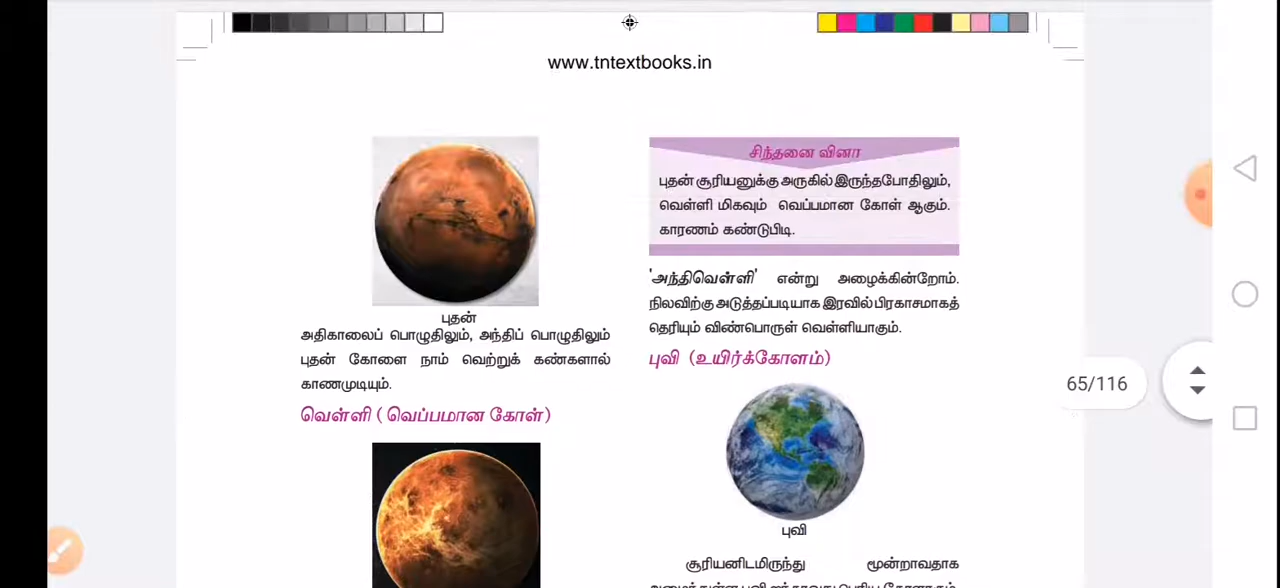 www.tntextbooks.in
புதன்
அதிகாலைப் பொழுதிலும், அந்திப் பொழுதிலும்
புதன் கோளை நாம் வெற்றுக் கண்களால்
காணமுடியும்.
வெள்ளி ( வெப்பமான கோள்)
சிந்தனை வினா
புதன் சூரியனுக்கு அருகில் இருந்தபோதிலும்,
வெள்ளி மிகவும் வெப்பமான கோள் ஆகும்.
காரணம் கண்டுபிடி.
'அந்திவெள்ளி' என்று அழைக்கின்றோம்.
நிலவிற்கு அடுத்தப்படியாக இரவில் பிரகாசமாகத்
தெரியும் விண்பொருள் வெள்ளியாகும்.
புவி (உயிர்க்கோளம்)
புவி
சூரியனிடமிருந்து மூன்றாவதாக
65/116